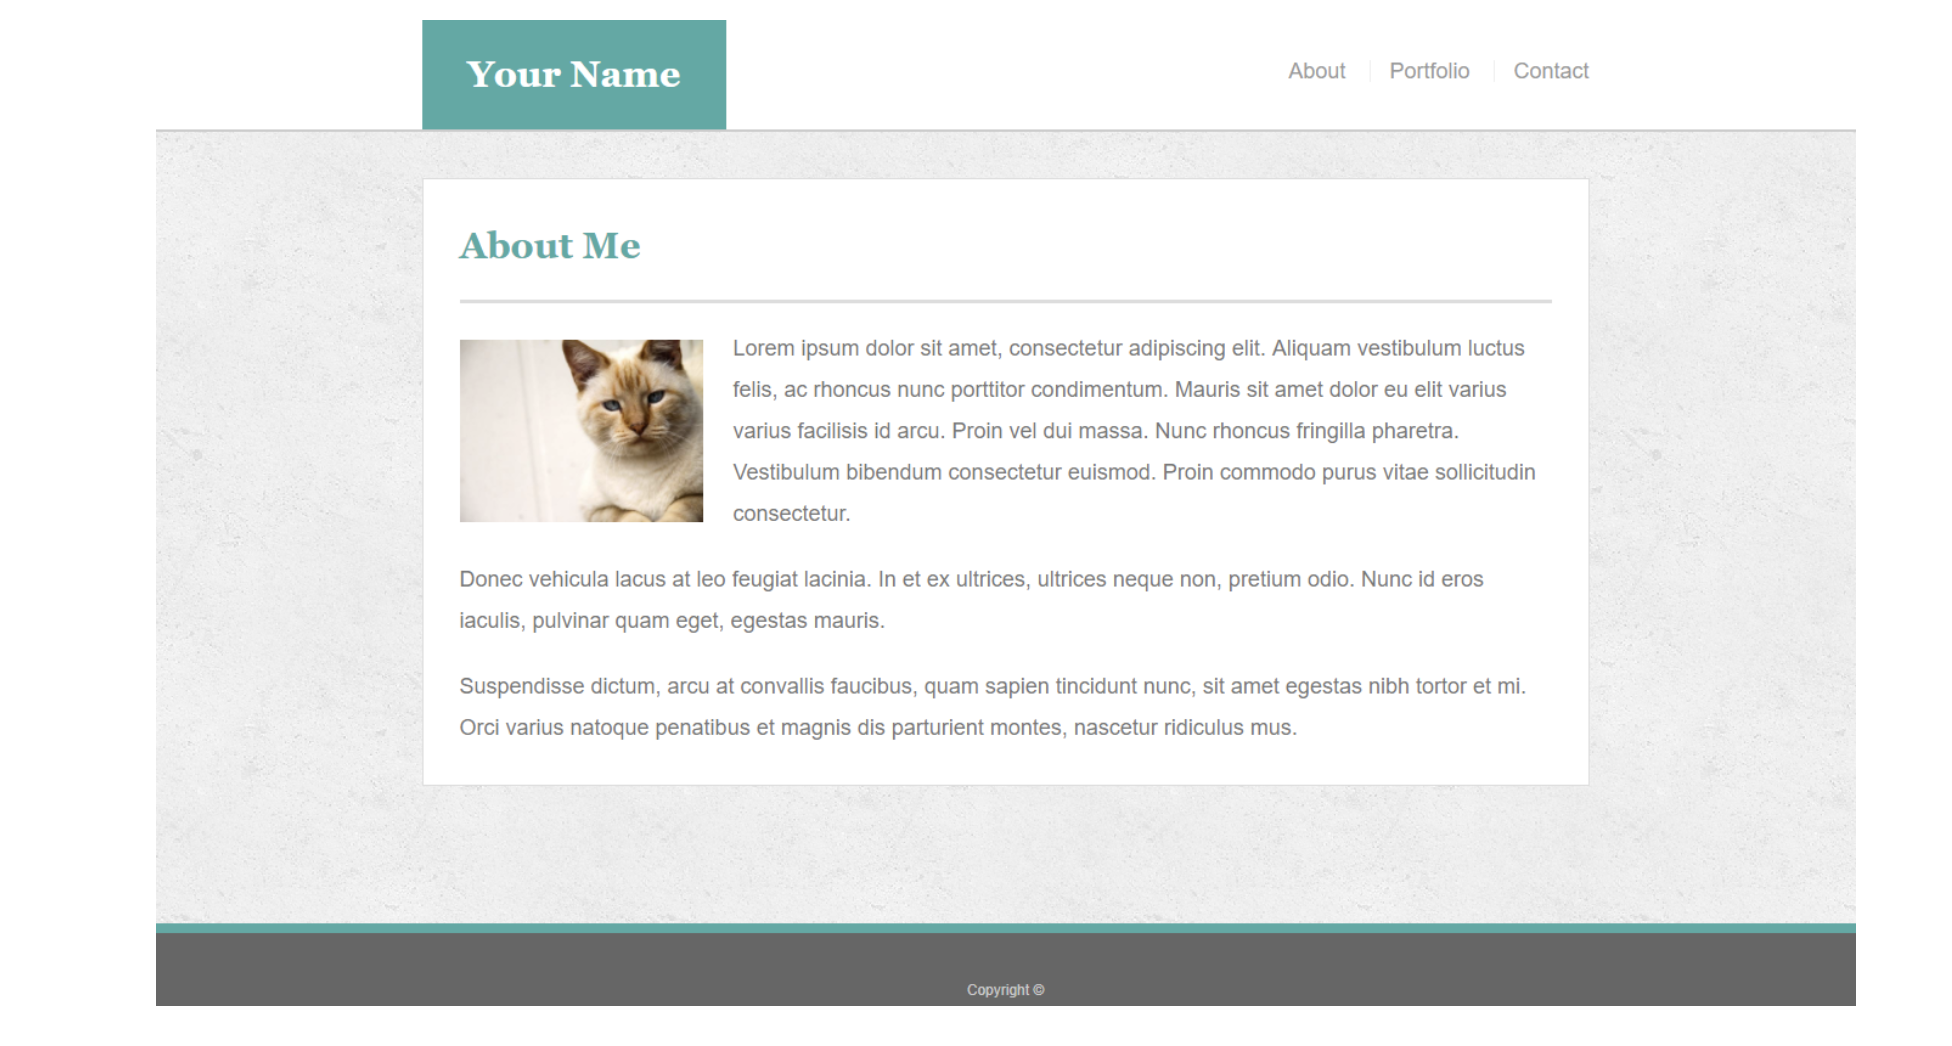 Your Name
About
Portfolio
Contact
About Me
Lorem ipsum dolor sit amet, consectetur adipiscing elit. Aliquam vestibulum luctus
felis, ac rhoncus nunc porttitor condimentum. Mauris sit amet dolor eu elit varius
varius facilisis id arcu. Proin vel dui massa. Nunc rhoncus fringilla pharetra.
Vestibulum bibendum consectetur euismod. Proin commodo purus vitae sollicitudin
consectetur.
Donec vehicula lacus at leo feugiat lacinia. In et ex ultrices, ultrices neque non, pretium odio. Nunc id eros
iaculis, pulvinar quam eget, egestas mauris.
Suspendisse dictum, arcu at convallis faucibus, quam sapien tincidunt nunc, sit amet egestas nibh tortor et mi.
Orci varius natoque penatibus et magnis dis parturient montes, nascetur ridiculus mus.
Copyright ©